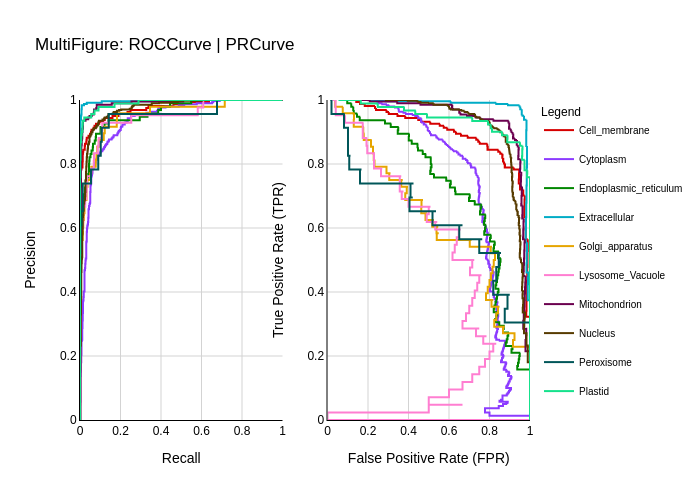 MultiFigure: ROCCurve | PRCurve
Precision
1
0.8
0.6
0.4
0.2
0
0 0.2 0.4 0.6 0.8 1
Recall
True Positive Rate (TPR)
1
0.8
0.6
0.4
0.2
0
0 0.2 0.4 0.6 0.8 1
False Positive Rate (FPR)
Legend
Cell_membrane
Cytoplasm
Endoplasmic_reticulum
Extracellular
Golgi_apparatus
Lysosome_Vacuole
Mitochondrion
Nucleus
Peroxisome
Plastid